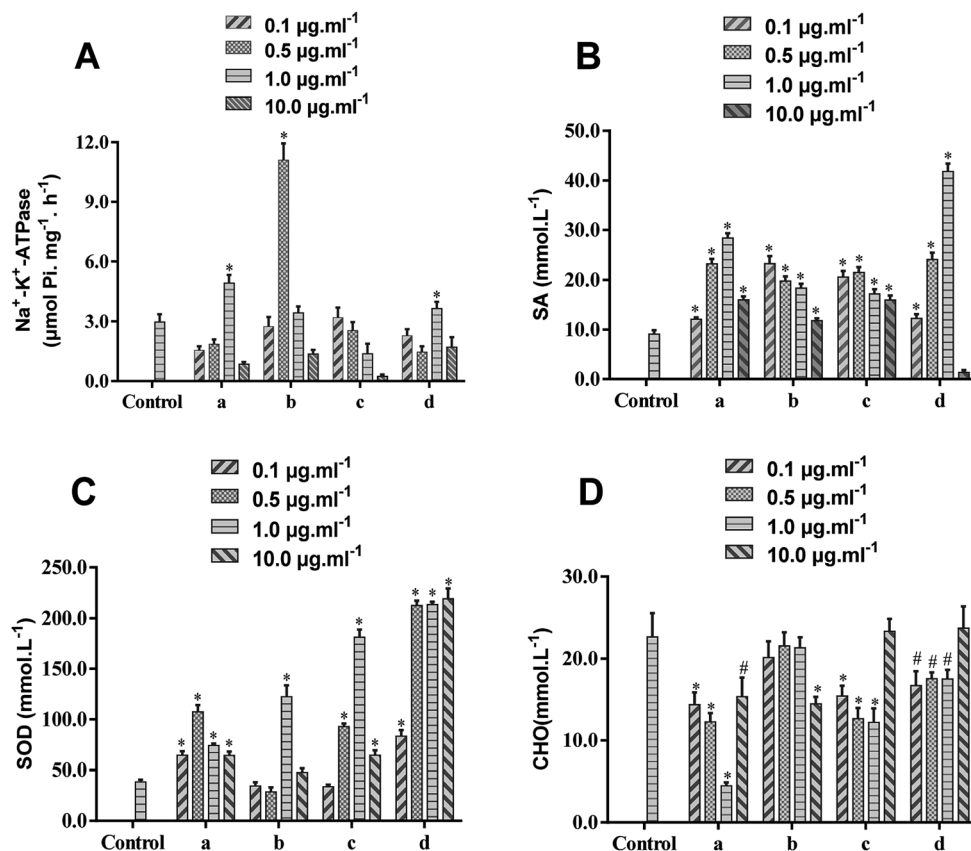 A
0.1 µg.ml⁻¹
0.5 µg.ml⁻¹
1.0 µg.ml⁻¹
10.0 µg.ml⁻¹
Na⁺-K⁺-ATPase
(µmol Pi. mg⁻¹. h⁻¹)
12.0
9.0
6.0
3.0
0.0
*
*
*
Control a b c d
B
0.1 µg.ml⁻¹
0.5 µg.ml⁻¹
1.0 µg.ml⁻¹
10.0 µg.ml⁻¹
SA (mmol.L⁻¹)
50.0
40.0
30.0
20.0
10.0
0.0
* * * *
* * * *
* * * *
* * *
Control a b c d
C
0.1 µg.ml⁻¹
0.5 µg.ml⁻¹
1.0 µg.ml⁻¹
10.0 µg.ml⁻¹
SOD (mmol.L⁻¹)
250.0
200.0
150.0
100.0
50.0
0.0
* * * *
*
* * *
* * * *
Control a b c d
D
0.1 µg.ml⁻¹
0.5 µg.ml⁻¹
1.0 µg.ml⁻¹
10.0 µg.ml⁻¹
CHO(mmol.L⁻¹)
30.0
20.0
10.0
0.0
* * * #
*
* * *
# # #
Control a b c d